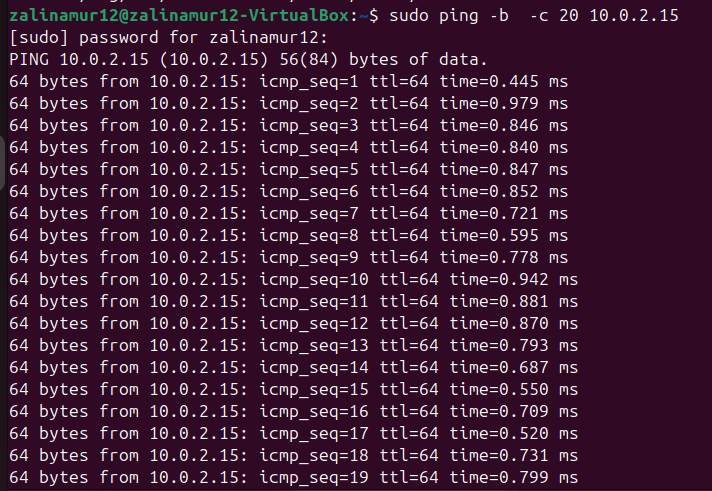 zalinamur12@zalinamur12-VirtualBox:~$ sudo ping -b  -c 20 10.0.2.15
[sudo] password for zalinamur12:
PING 10.0.2.15 (10.0.2.15) 56(84) bytes of data.
64 bytes from 10.0.2.15: icmp_seq=1 ttl=64 time=0.445 ms
64 bytes from 10.0.2.15: icmp_seq=2 ttl=64 time=0.979 ms
64 bytes from 10.0.2.15: icmp_seq=3 ttl=64 time=0.846 ms
64 bytes from 10.0.2.15: icmp_seq=4 ttl=64 time=0.840 ms
64 bytes from 10.0.2.15: icmp_seq=5 ttl=64 time=0.847 ms
64 bytes from 10.0.2.15: icmp_seq=6 ttl=64 time=0.852 ms
64 bytes from 10.0.2.15: icmp_seq=7 ttl=64 time=0.721 ms
64 bytes from 10.0.2.15: icmp_seq=8 ttl=64 time=0.595 ms
64 bytes from 10.0.2.15: icmp_seq=9 ttl=64 time=0.778 ms
64 bytes from 10.0.2.15: icmp_seq=10 ttl=64 time=0.942 ms
64 bytes from 10.0.2.15: icmp_seq=11 ttl=64 time=0.881 ms
64 bytes from 10.0.2.15: icmp_seq=12 ttl=64 time=0.870 ms
64 bytes from 10.0.2.15: icmp_seq=13 ttl=64 time=0.793 ms
64 bytes from 10.0.2.15: icmp_seq=14 ttl=64 time=0.687 ms
64 bytes from 10.0.2.15: icmp_seq=15 ttl=64 time=0.550 ms
64 bytes from 10.0.2.15: icmp_seq=16 ttl=64 time=0.709 ms
64 bytes from 10.0.2.15: icmp_seq=17 ttl=64 time=0.520 ms
64 bytes from 10.0.2.15: icmp_seq=18 ttl=64 time=0.731 ms
64 bytes from 10.0.2.15: icmp_seq=19 ttl=64 time=0.799 ms